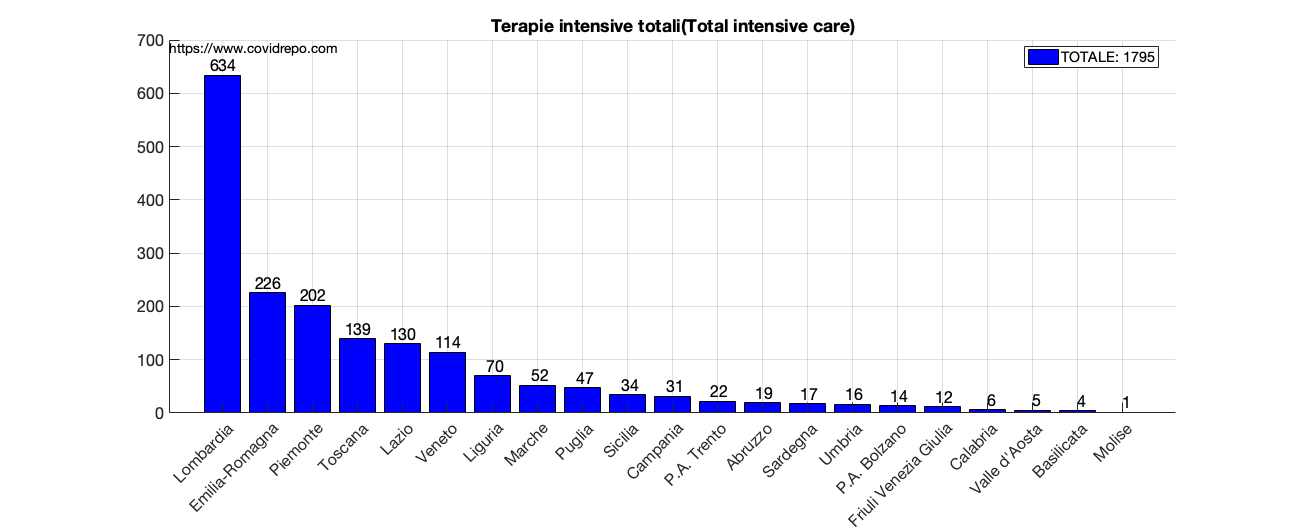 Terapie intensive totali(Total intensive care)
https://www.covidrepo.com
TOTALE: 1795
700
600
500
400
300
200
100
0
634
226
202
139
130
114
70
52
47
34
31
22
19
17
16
14
12
6
5
4
1
Lombardia
Emilia-Romagna
Piemonte
Toscana
Lazio
Veneto
Liguria
Marche
Puglia
Sicilia
Campania
P.A. Trento
Abruzzo
Sardegna
Umbria
P.A. Bolzano
Friuli Venezia Giulia
Calabria
Valle d'Aosta
Basilicata
Molise